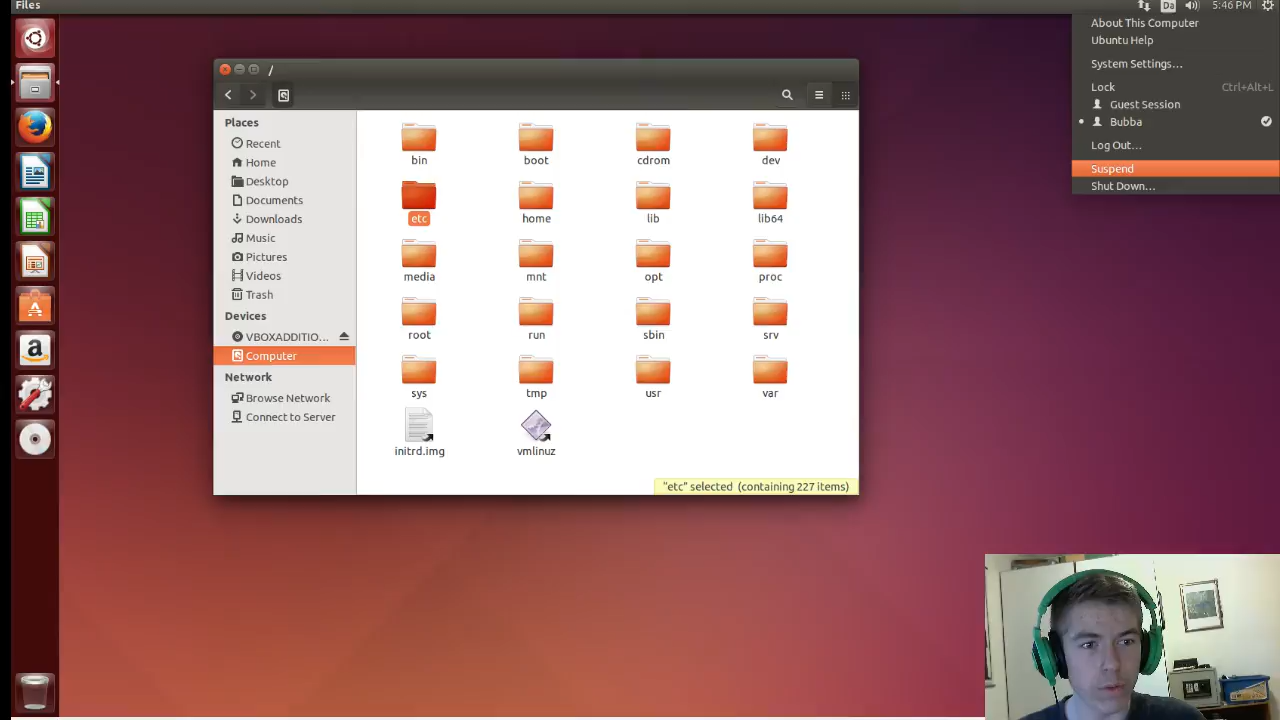 Files
Da
5:46 PM
About This Computer
Ubuntu Help
System Settings...
Lock Ctrl+Alt+L
Guest Session
Bubba
Log Out...
Suspend
Shut Down...
/
Places
Recent
Home
Desktop
Documents
Downloads
Music
Pictures
Videos
Trash
Devices
VBOXADDITIO...
Computer
Network
Browse Network
Connect to Server
bin boot cdrom dev
etc home lib lib64
media mnt opt proc
root run sbin srv
sys tmp usr var
initrd.img vmlinuz
"etc" selected (containing 227 items)